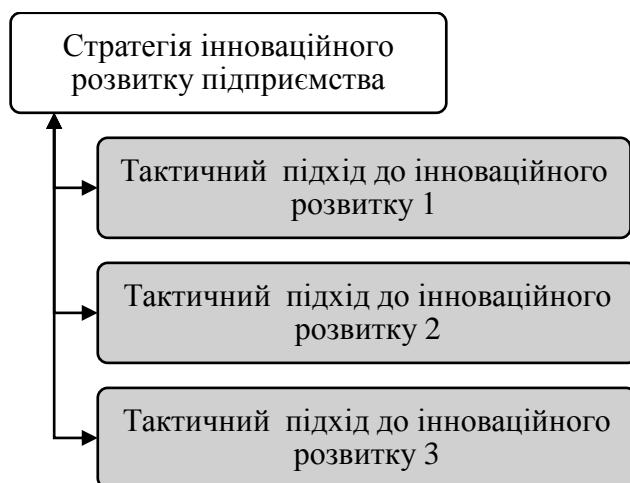 Стратегія інноваційного
розвитку підприємства
Тактичний підхід до інноваційного
розвитку 1
Тактичний підхід до інноваційного
розвитку 2
Тактичний підхід до інноваційного
розвитку 3